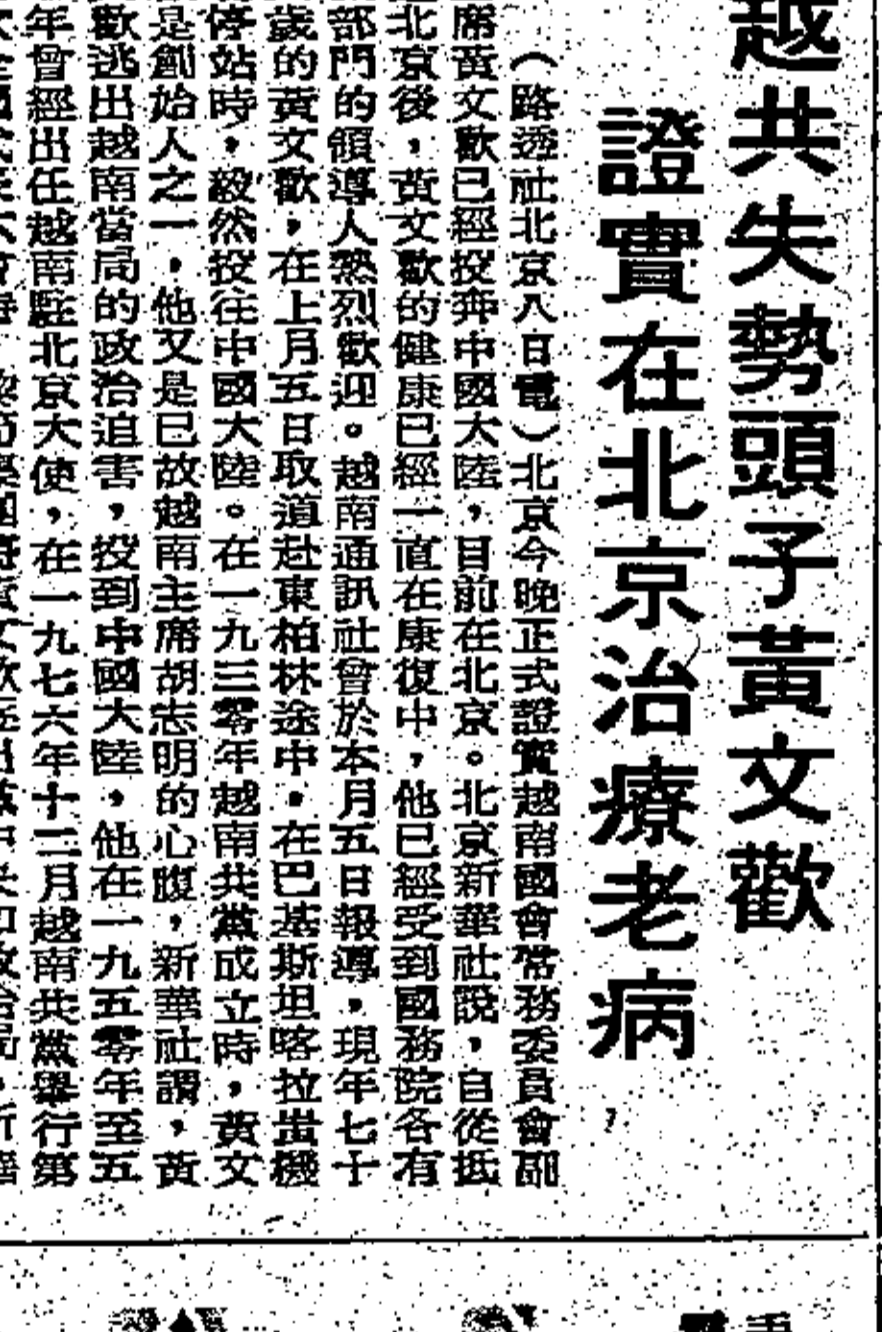 越共失勢頭子黃文歡
證實在北京治療老病
（路透社北京八日電）北京今晚正式證實越南國會常務委員會副
席黃文歡已經投奔中國大陸，目前在北京。北京新華社說，自從抵
北京後，黃文歡的健康已經一直在康復中，他已經受到國務院各有
部門的領導人熱烈歡迎。越南通訊社會於本月五日報導，現年七十
歲的黃文歡，在上月五日取道赴東柏林途中，在巴基斯坦喀拉蚩機
停站時，毅然投往中國大陸。在一九三零年越南共黨成立時，黃文
是創始人之一，他又是已故越南主席胡志明的心腹，新華社謂，黃
歡逃出越南當局的政治迫害，投到中國大陸，他在一九五零年至五
年曾經出任越南駐北京大使，在一九七六年十二月越南共黨舉行第